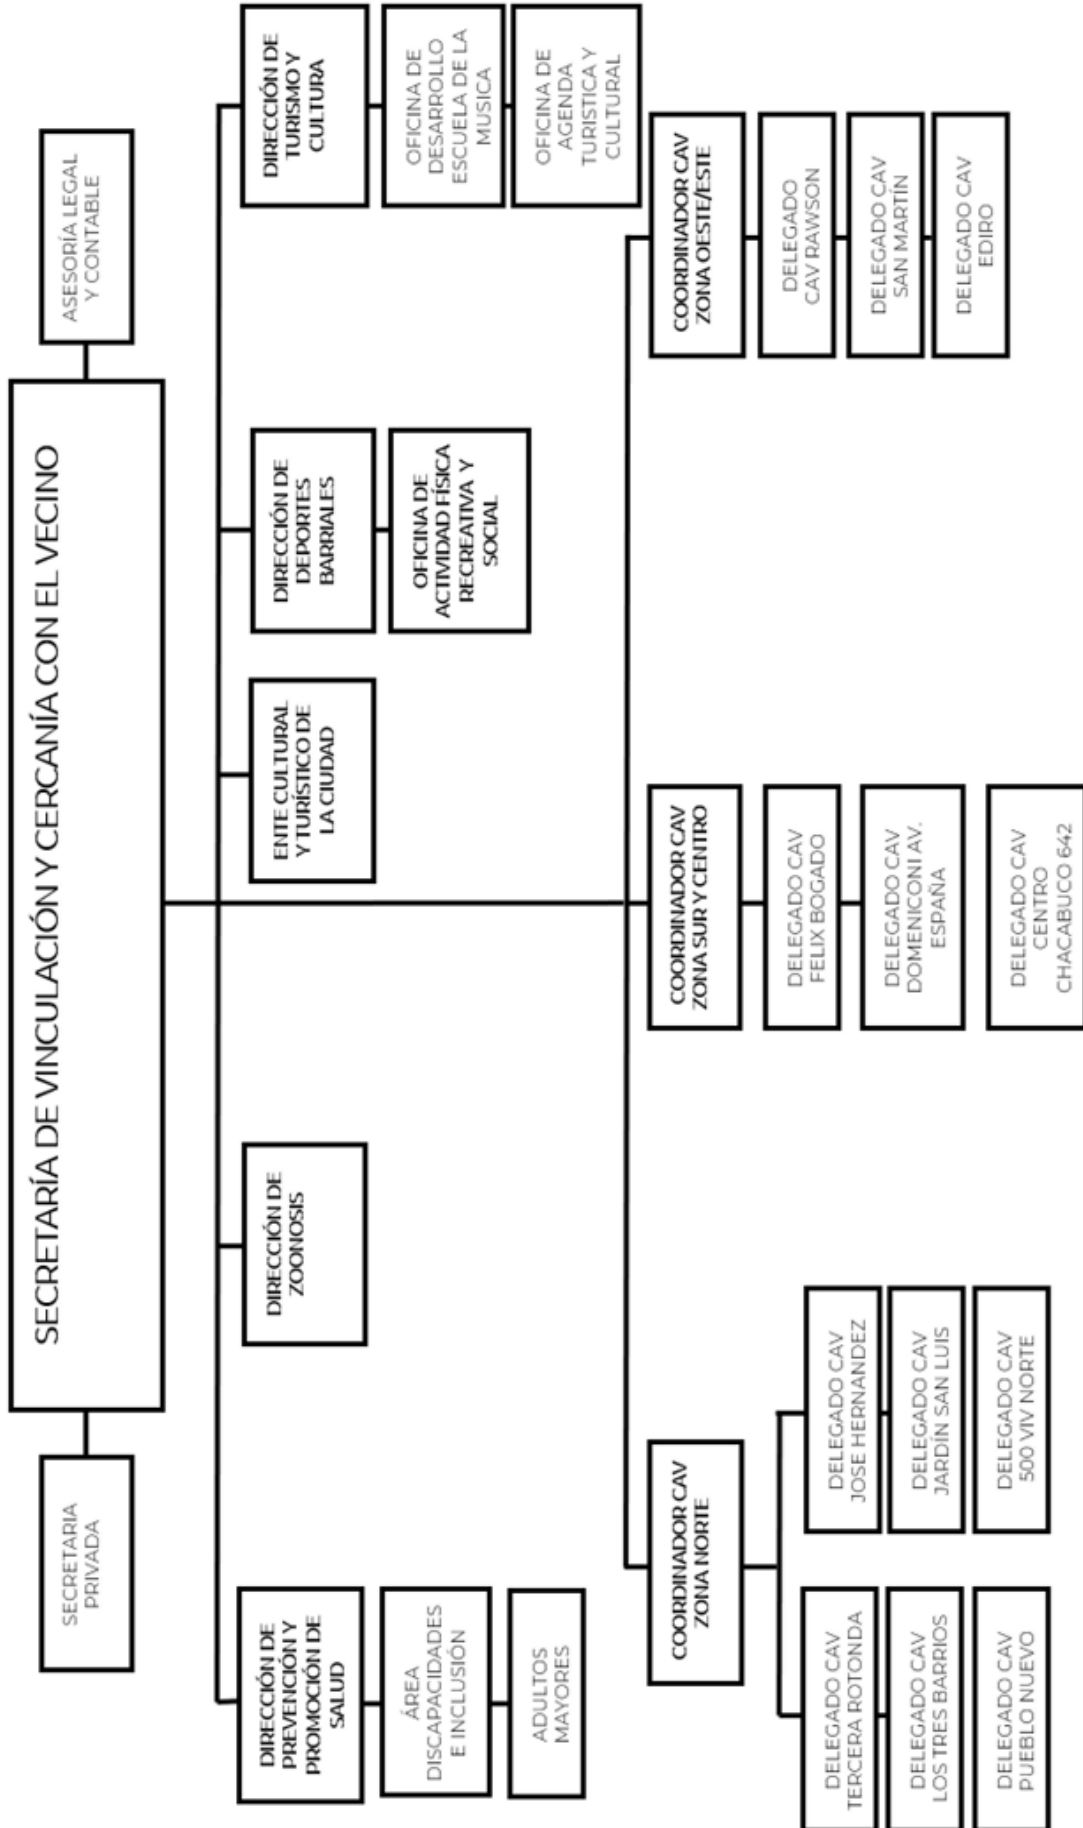 SECRETARÍA DE VINCULACIÓN Y CERCANÍA CON EL VECINO
SECRETARIA
PRIVADA
ASESORÍA LEGAL
Y CONTABLE
DIRECCIÓN DE
PREVENCIÓN Y
PROMOCIÓN DE
SALUD
ÁREA
DISCAPACIDADES
E INCLUSIÓN
ADULTOS
MAYORES
DIRECCIÓN DE
ZOONOSIS
ENTE CULTURAL
Y TURÍSTICO DE
LA CIUDAD
DIRECCIÓN DE
DEPORTES
BARRIALES
OFICINA DE
ACTIVIDAD FÍSICA
RECREATIVA Y
SOCIAL
DIRECCIÓN DE
TURISMO Y
CULTURA
OFICINA DE
DESARROLLO
ESCUELA DE LA
MUSICA
OFICINA DE
AGENDA
TURISTICA Y
CULTURAL
COORDINADOR CAV
ZONA NORTE
DELEGADO CAV
TERCERA ROTONDA
DELEGADO CAV
LOS TRES BARRIOS
DELEGADO CAV
PUEBLO NUEVO
DELEGADO CAV
JOSE HERNANDEZ
DELEGADO CAV
JARDÍN SAN LUIS
DELEGADO CAV
500 VIV NORTE
COORDINADOR CAV
ZONA SUR Y CENTRO
DELEGADO CAV
FELIX BOGADO
DELEGADO CAV
DOMENICONI AV.
ESPAÑA
DELEGADO CAV
CENTRO
CHACABUCO 642
COORDINADOR CAV
ZONA OESTE/ESTE
DELEGADO
CAV RAWSON
DELEGADO CAV
SAN MARTÍN
DELEGADO CAV
EDIRO